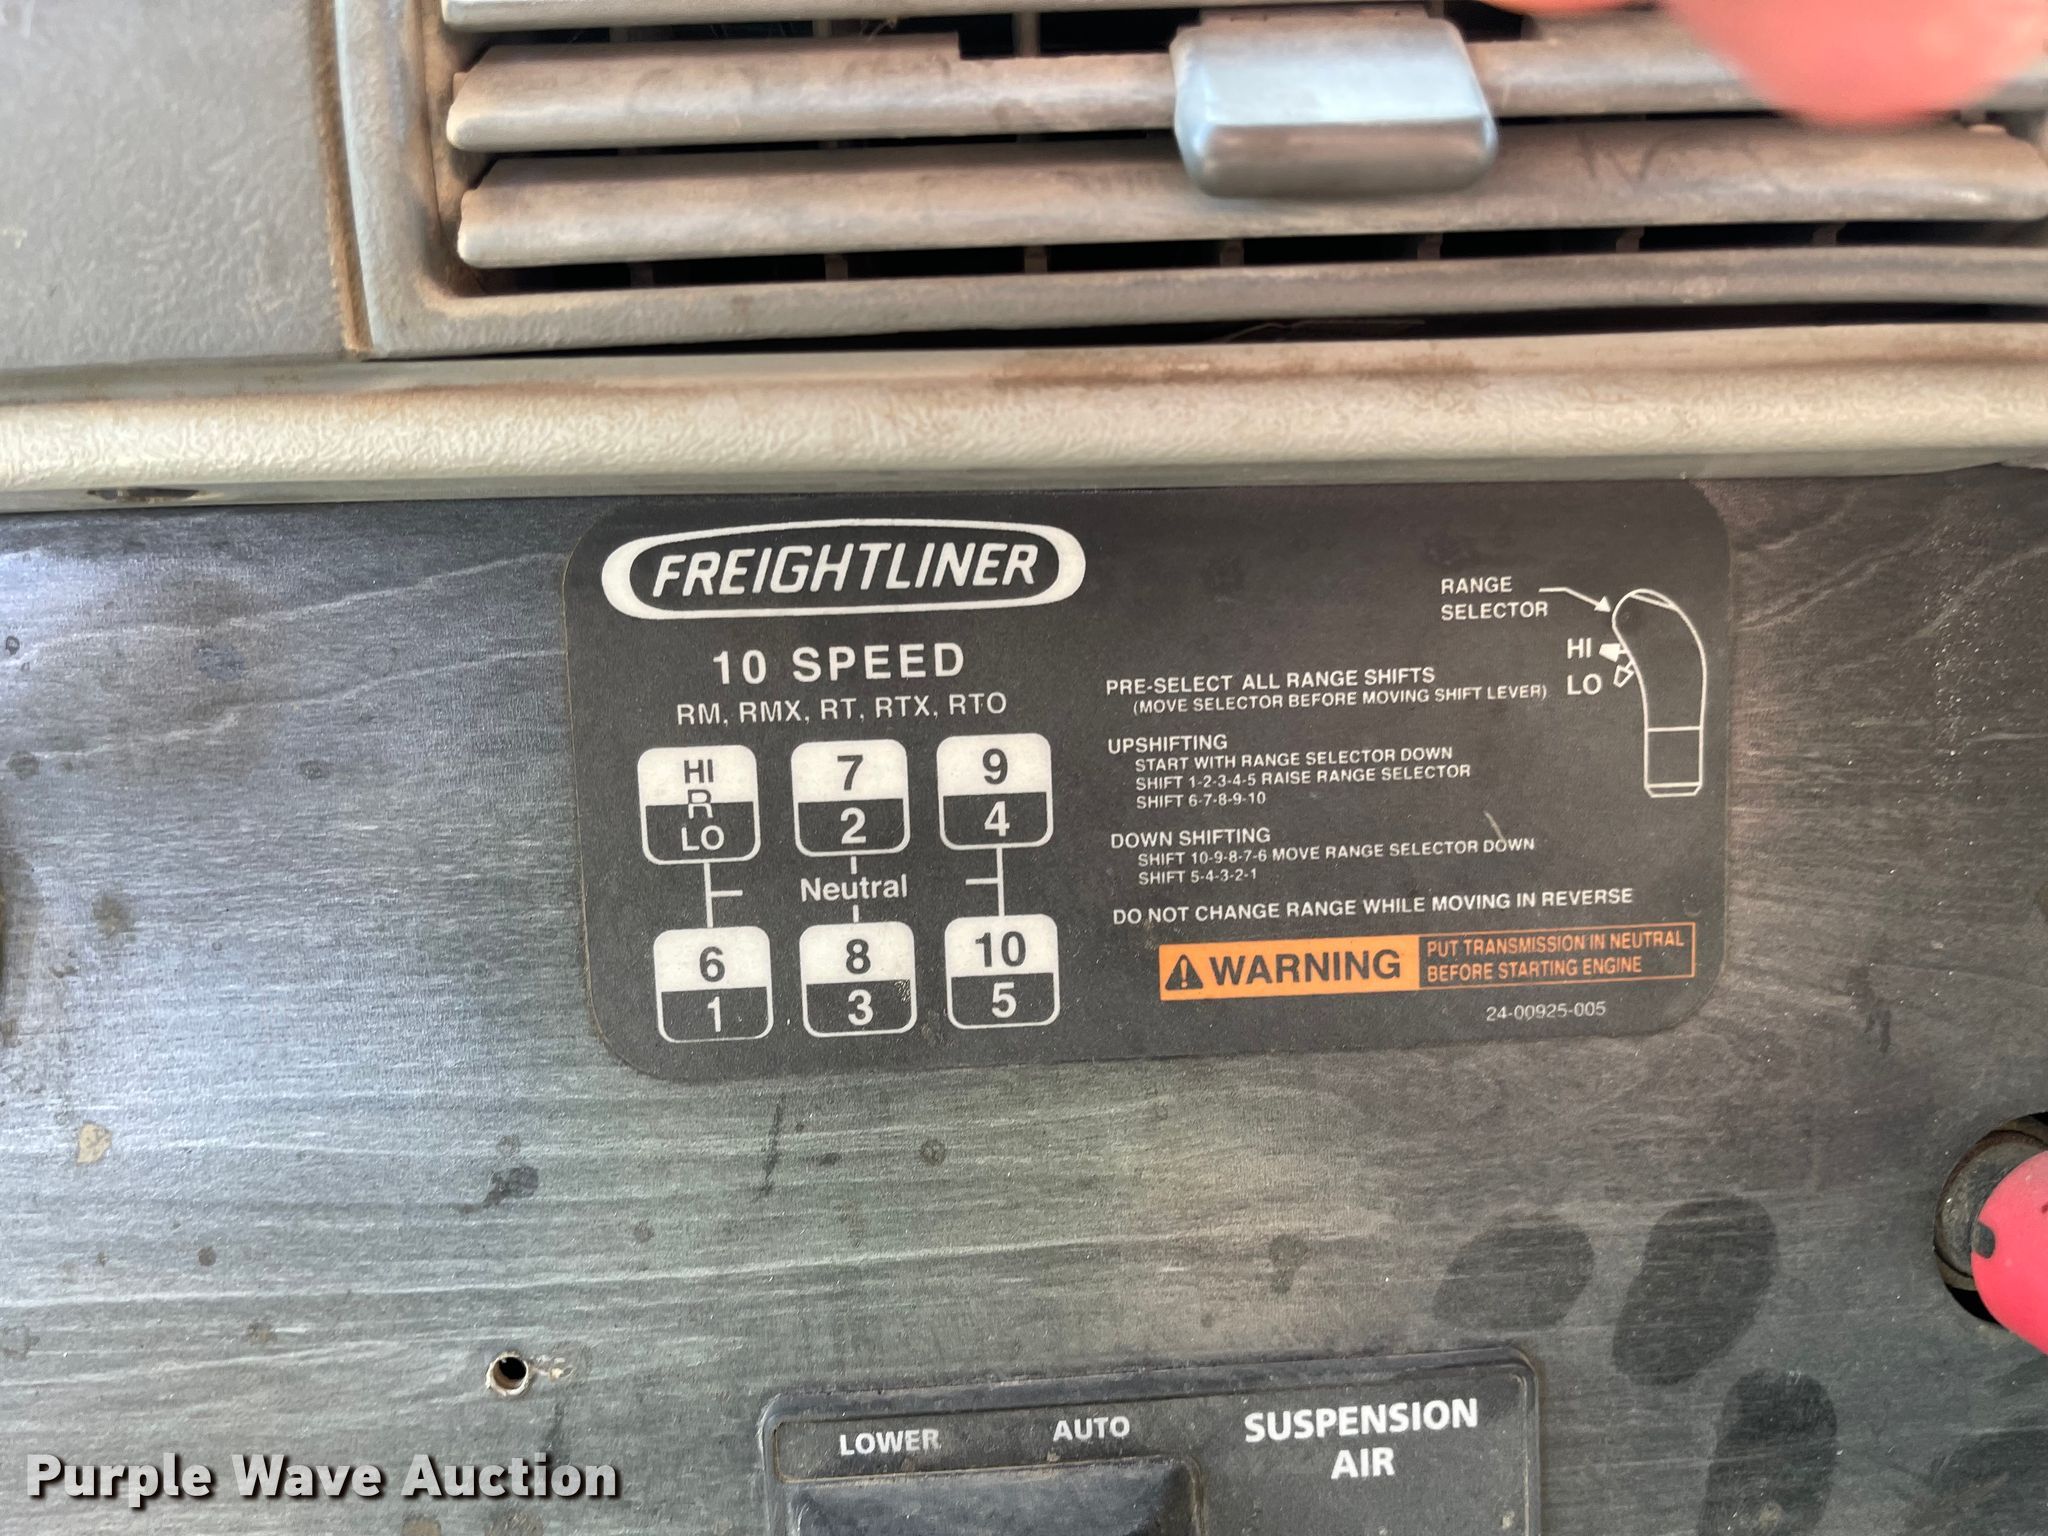 FREIGHTLINER
10 SPEED
RM, RMX, RT, RTX, RTO
HI
R
LO
7
2
9
4
Neutral
6
1
8
3
10
5
RANGE
SELECTOR
HI
LO
PRE-SELECT ALL RANGE SHIFTS
(MOVE SELECTOR BEFORE MOVING SHIFT LEVER)
UPSHIFTING
START WITH RANGE SELECTOR DOWN
SHIFT 1-2-3-4-5 RAISE RANGE SELECTOR
SHIFT 6-7-8-9-10
DOWN SHIFTING
SHIFT 10-9-8-7-6 MOVE RANGE SELECTOR DOWN
SHIFT 5-4-3-2-1
DO NOT CHANGE RANGE WHILE MOVING IN REVERSE
WARNING
PUT TRANSMISSION IN NEUTRAL
BEFORE STARTING ENGINE
24-00925-005
LOWER AUTO
SUSPENSION
AIR
Purple Wave Auction